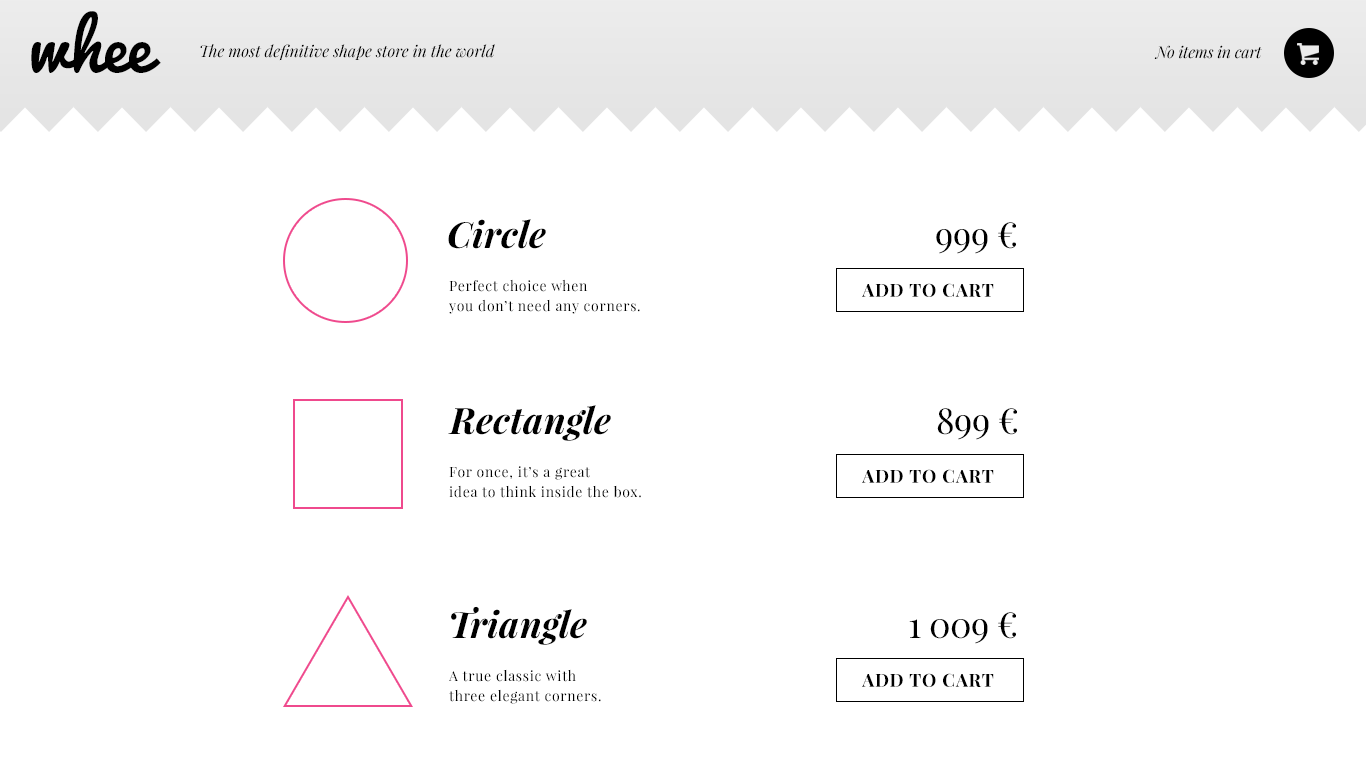 whee
The most definitive shape store in the world
No items in cart
Circle
999 €
Perfect choice when
you don’t need any corners.
ADD TO CART
Rectangle
899 €
For once, it’s a great
idea to think inside the box.
ADD TO CART
Triangle
1 009 €
A true classic with
three elegant corners.
ADD TO CART